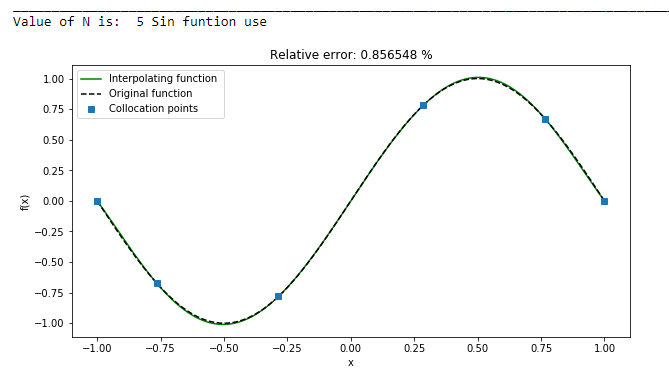 Value of N is:  5 Sin funtion use
Relative error: 0.856548 %
Interpolating function
Original function
Collocation points
1.00
0.75
0.50
0.25
0.00
−0.25
−0.50
−0.75
−1.00
f(x)
−1.00
−0.75
−0.50
−0.25
0.00
0.25
0.50
0.75
1.00
x